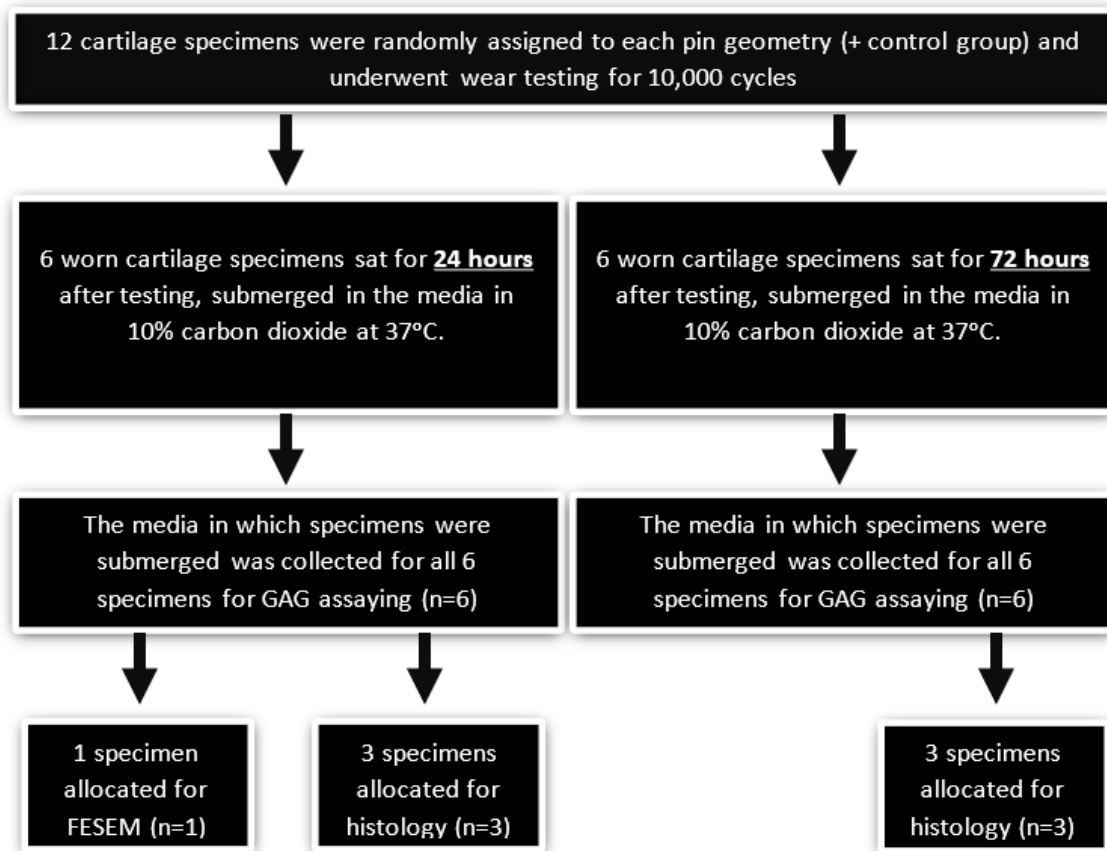 12 cartilage specimens were randomly assigned to each pin geometry (+ control group) and
underwent wear testing for 10,000 cycles
6 worn cartilage specimens sat for 24 hours
after testing, submerged in the media in
10% carbon dioxide at 37°C.
6 worn cartilage specimens sat for 72 hours
after testing, submerged in the media in
10% carbon dioxide at 37°C.
The media in which specimens were
submerged was collected for all 6
specimens for GAG assaying (n=6)
The media in which specimens were
submerged was collected for all 6
specimens for GAG assaying (n=6)
1 specimen
allocated for
FESEM (n=1)
3 specimens
allocated for
histology (n=3)
3 specimens
allocated for
histology (n=3)